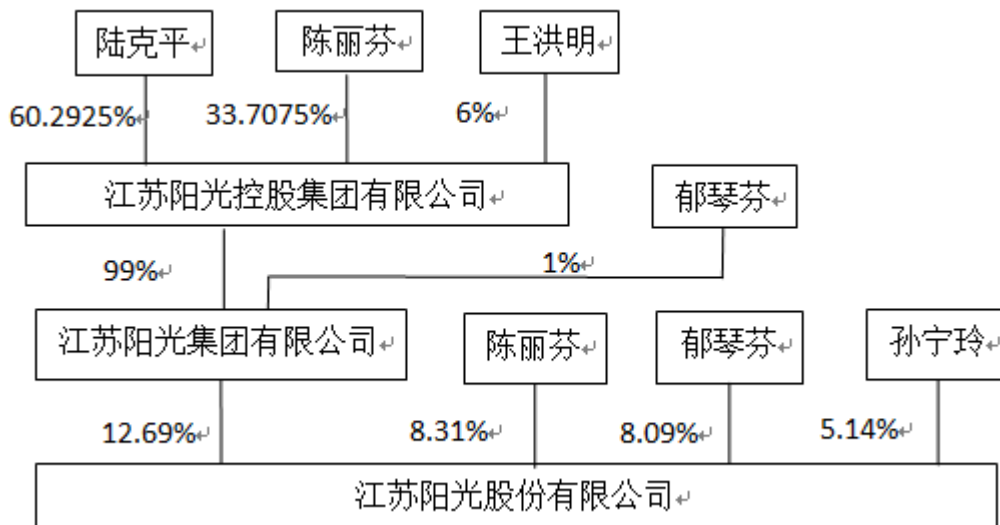 陆克平
陈丽芬
王洪明
60.2925%
33.7075%
6%
江苏阳光控股集团有限公司
郁琴芬
99%
1%
江苏阳光集团有限公司
陈丽芬
郁琴芬
孙宁玲
12.69%
8.31%
8.09%
5.14%
江苏阳光股份有限公司